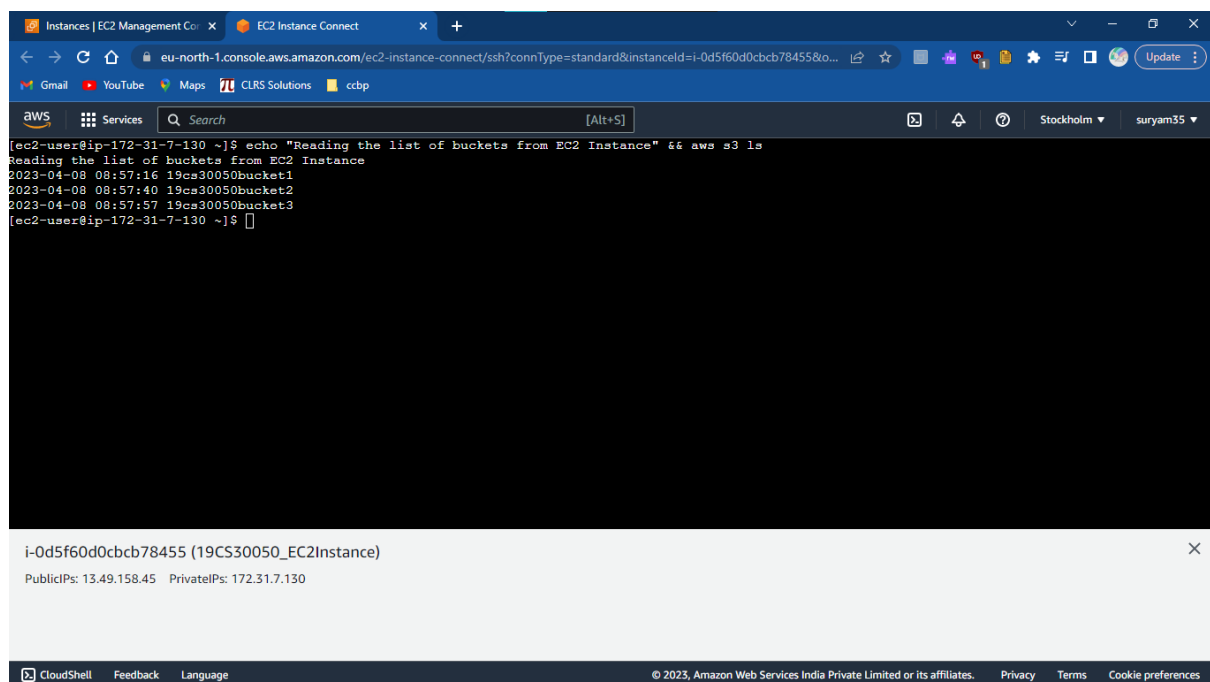 Instances | EC2 Management Con
EC2 Instance Connect
eu-north-1.console.aws.amazon.com/ec2-instance-connect/ssh?connType=standard&instanceId=i-0d5f60d0cbcb78455&o...
Update
Gmail YouTube Maps CLRS Solutions ccbp
aws Services Search [Alt+S] Stockholm suryam35
[ec2-user@ip-172-31-7-130 ~]$ echo "Reading the list of buckets from EC2 Instance" && aws s3 ls
Reading the list of buckets from EC2 Instance
2023-04-08 08:57:16 19cs30050bucket1
2023-04-08 08:57:40 19cs30050bucket2
2023-04-08 08:57:57 19cs30050bucket3
[ec2-user@ip-172-31-7-130 ~]$
i-0d5f60d0cbcb78455 (19CS30050_EC2Instance)
PublicIPs: 13.49.158.45 PrivateIPs: 172.31.7.130
CloudShell Feedback Language © 2023, Amazon Web Services India Private Limited or its affiliates. Privacy Terms Cookie preferences